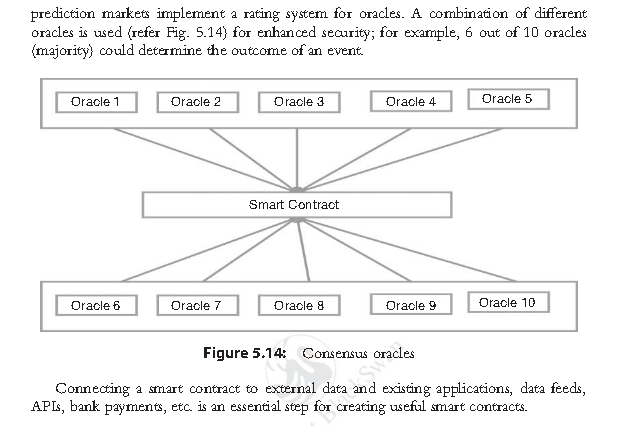 prediction markets implement a rating system for oracles. A combination of different
oracles is used (refer Fig. 5.14) for enhanced security; for example, 6 out of 10 oracles
(majority) could determine the outcome of an event.
Oracle 1 Oracle 2 Oracle 3 Oracle 4 Oracle 5
Smart Contract
Oracle 6 Oracle 7 Oracle 8 Oracle 9 Oracle 10
Figure 5.14: Consensus oracles
Connecting a smart contract to external data and existing applications, data feeds,
APIs, bank payments, etc. is an essential step for creating useful smart contracts.